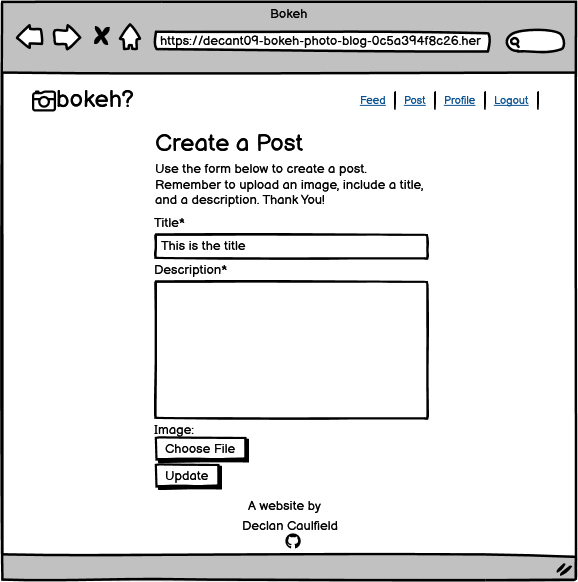 Bokeh
https://decant09-bokeh-photo-blog-0c5a394f8c26.her
bokeh?
Feed Post Profile Logout
Create a Post
Use the form below to create a post.
Remember to upload an image, include a title,
and a description. Thank You!
Title*
This is the title
Description*
Image:
Choose File
Update
A website by
Declan Caulfield